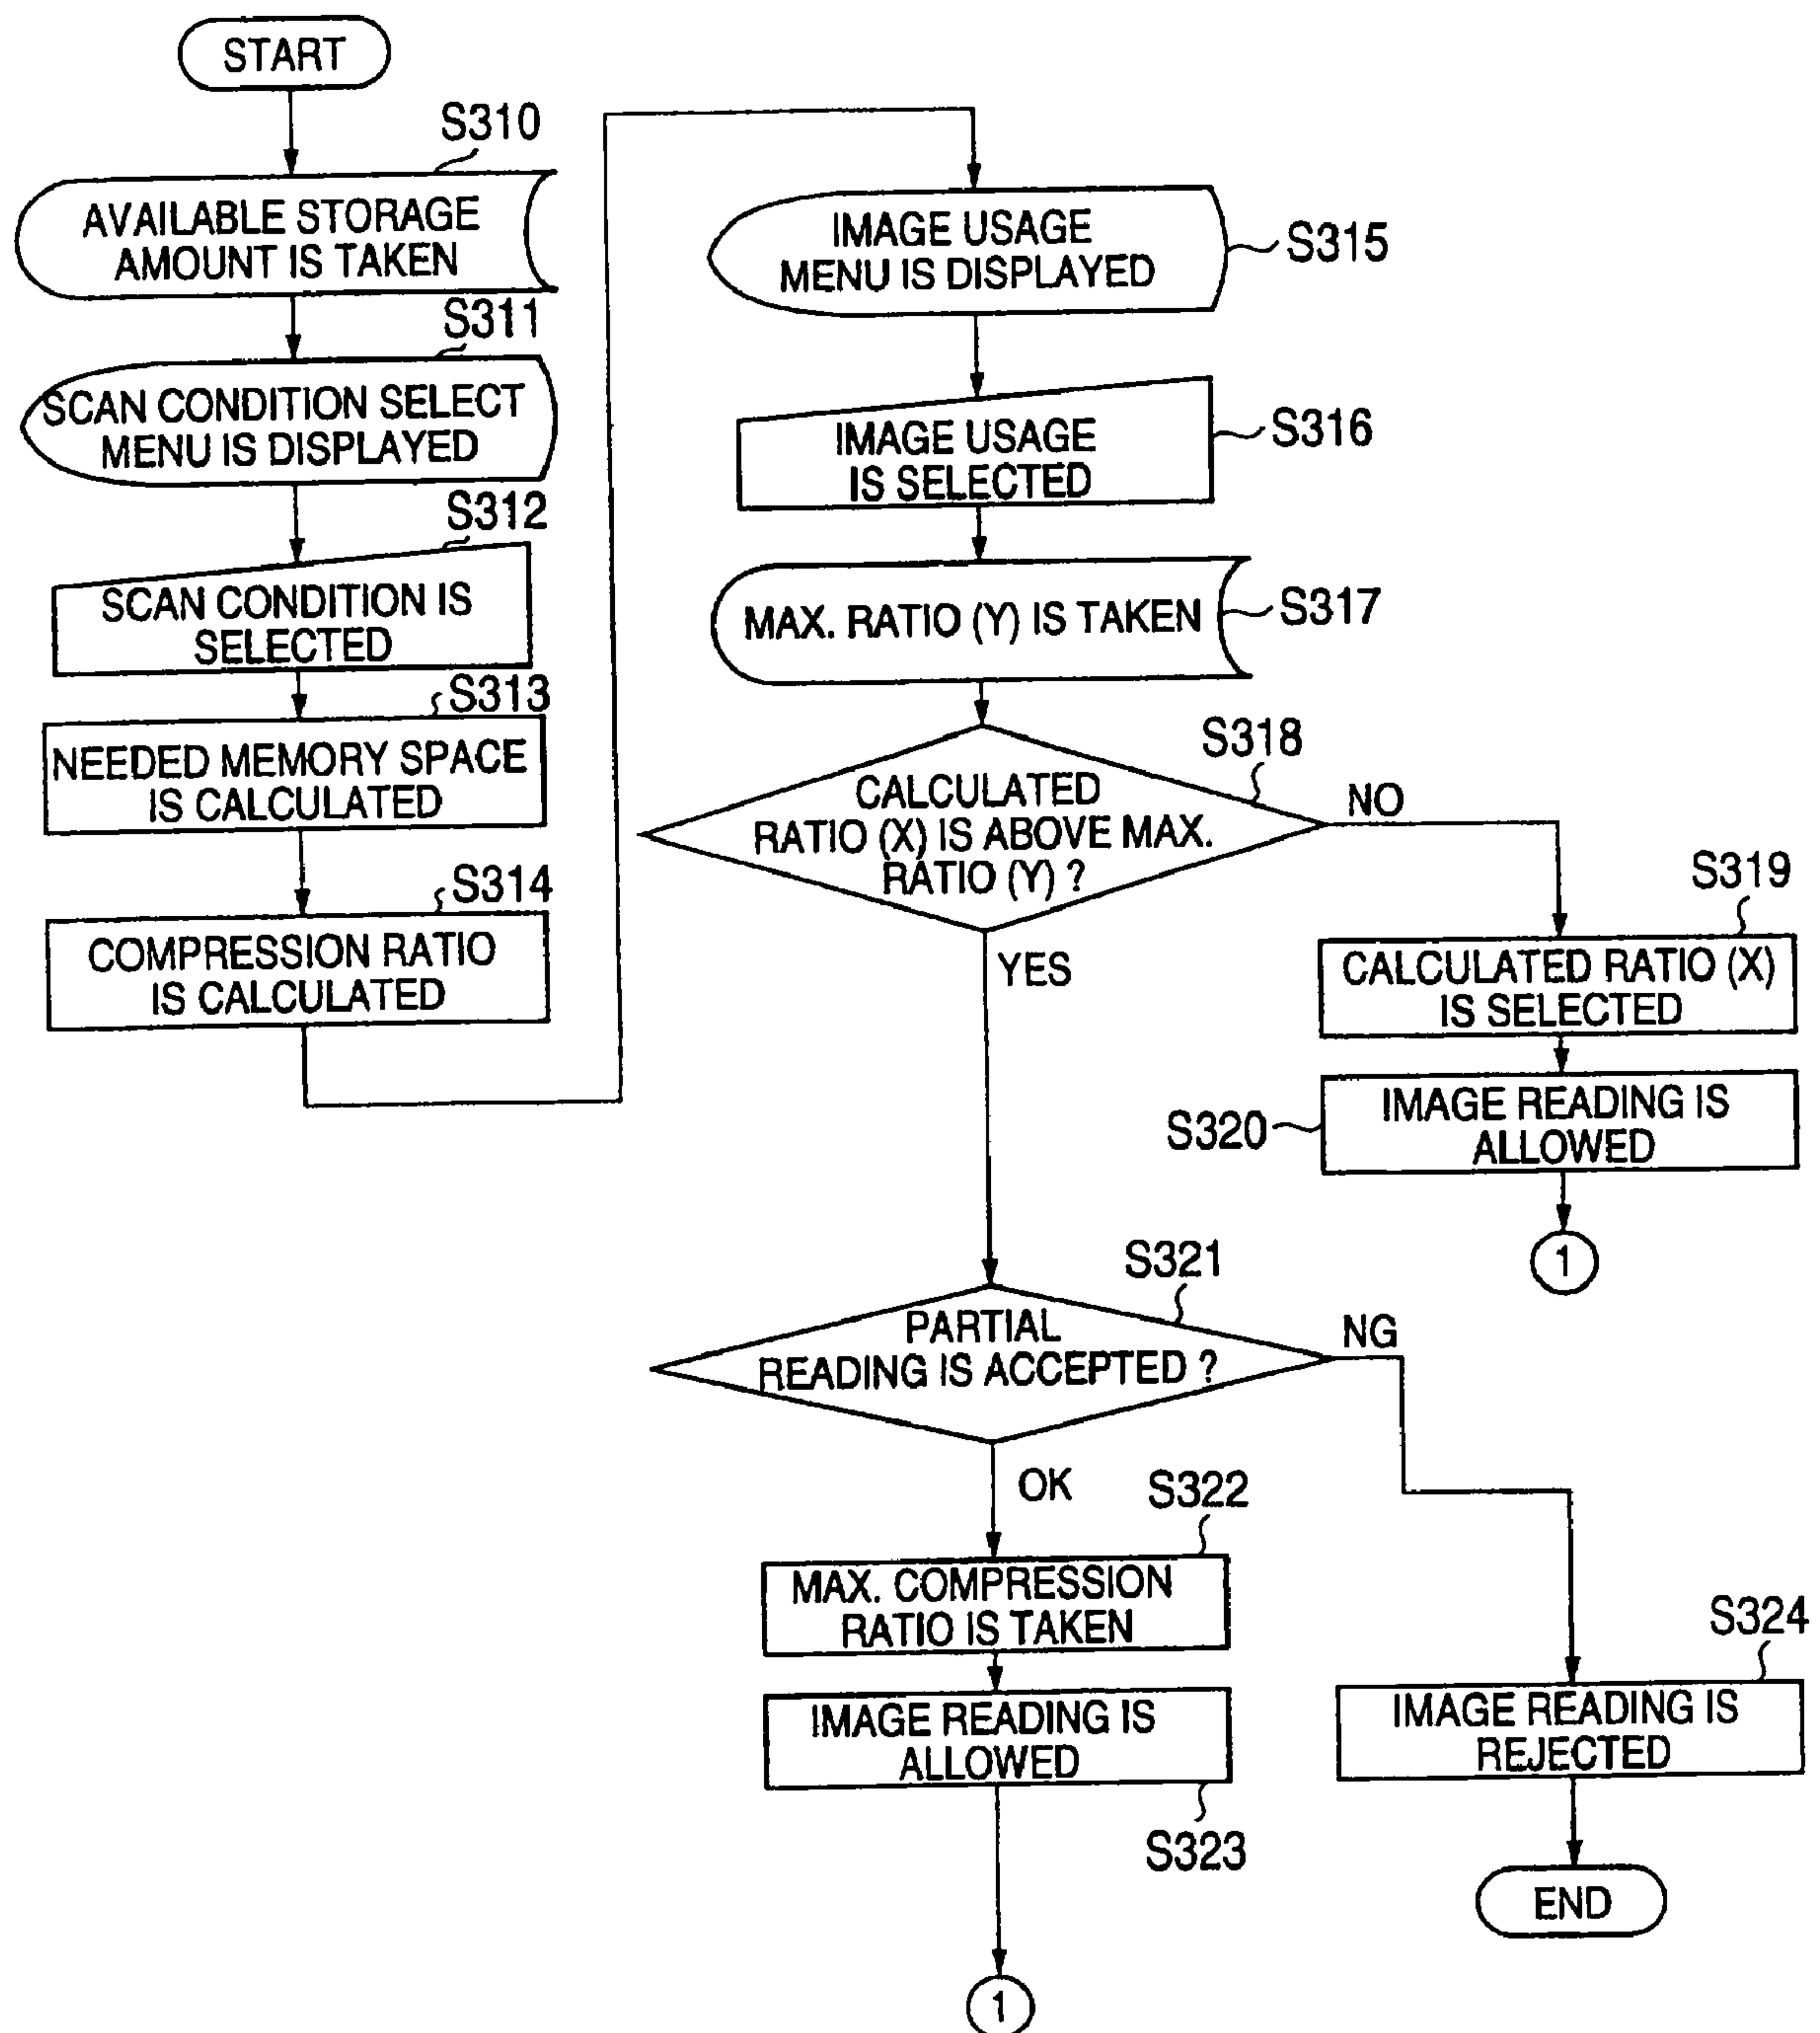 START
S310
AVAILABLE STORAGE
AMOUNT IS TAKEN
S311
SCAN CONDITION SELECT
MENU IS DISPLAYED
S312
SCAN CONDITION IS
SELECTED
S313
NEEDED MEMORY SPACE
IS CALCULATED
S314
COMPRESSION RATIO
IS CALCULATED
IMAGE USAGE
MENU IS DISPLAYED
S315
IMAGE USAGE
IS SELECTED
S316
MAX. RATIO (Y) IS TAKEN
S317
S318
CALCULATED
RATIO (X) IS ABOVE MAX.
RATIO (Y) ?
NO
YES
S319
CALCULATED RATIO (X)
IS SELECTED
S320
IMAGE READING IS
ALLOWED
1
S321
PARTIAL
READING IS ACCEPTED ?
NG
OK
S322
MAX. COMPRESSION
RATIO IS TAKEN
IMAGE READING IS
ALLOWED
S323
1
S324
IMAGE READING IS
REJECTED
END